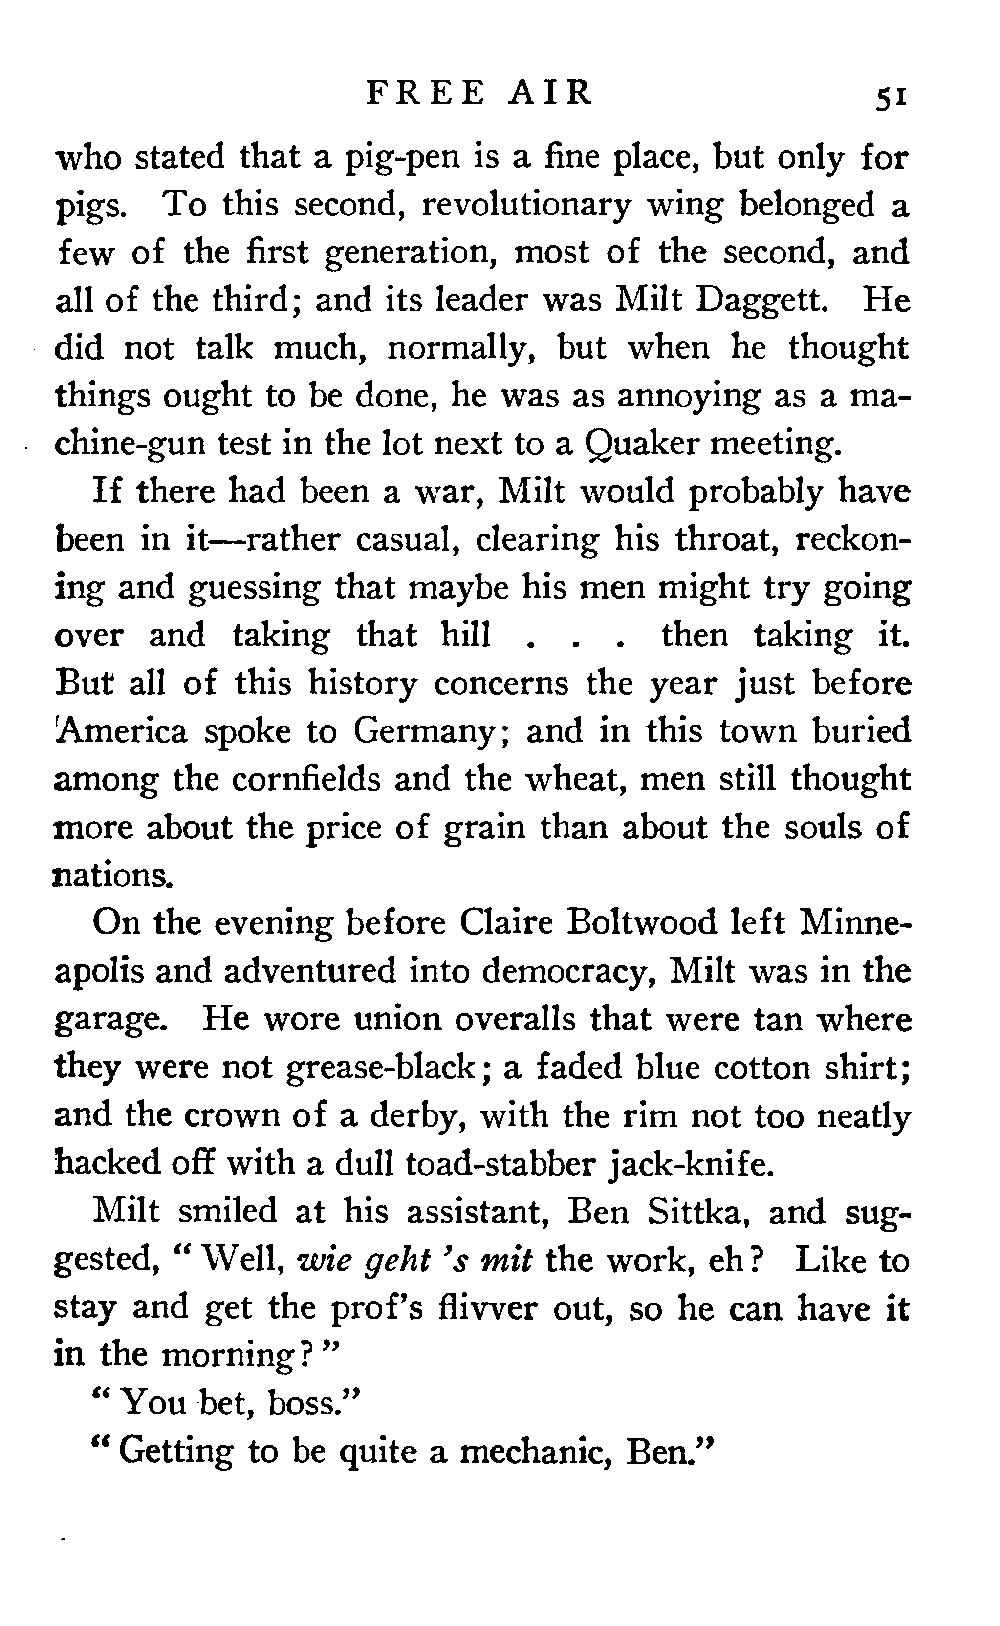 FREE AIR 51
who stated that a pig-pen is a fine place, but only for
pigs. To this second, revolutionary wing belonged a
few of the first generation, most of the second, and
all of the third; and its leader was Milt Daggett. He
did not talk much, normally, but when he thought
things ought to be done, he was as annoying as a ma-
chine-gun test in the lot next to a Quaker meeting.
If there had been a war, Milt would probably have
been in it—rather casual, clearing his throat, reckon-
ing and guessing that maybe his men might try going
over and taking that hill . . . then taking it.
But all of this history concerns the year just before
America spoke to Germany; and in this town buried
among the cornfields and the wheat, men still thought
more about the price of grain than about the souls of
nations.
On the evening before Claire Boltwood left Minne-
apolis and adventured into democracy, Milt was in the
garage. He wore union overalls that were tan where
they were not grease-black; a faded blue cotton shirt;
and the crown of a derby, with the rim not too neatly
hacked off with a dull toad-stabber jack-knife.
Milt smiled at his assistant, Ben Sittka, and sug-
gested, "Well, wie geht 's mit the work, eh? Like to
stay and get the prof's flivver out, so he can have it
in the morning?"
"You bet, boss."
"Getting to be quite a mechanic, Ben."